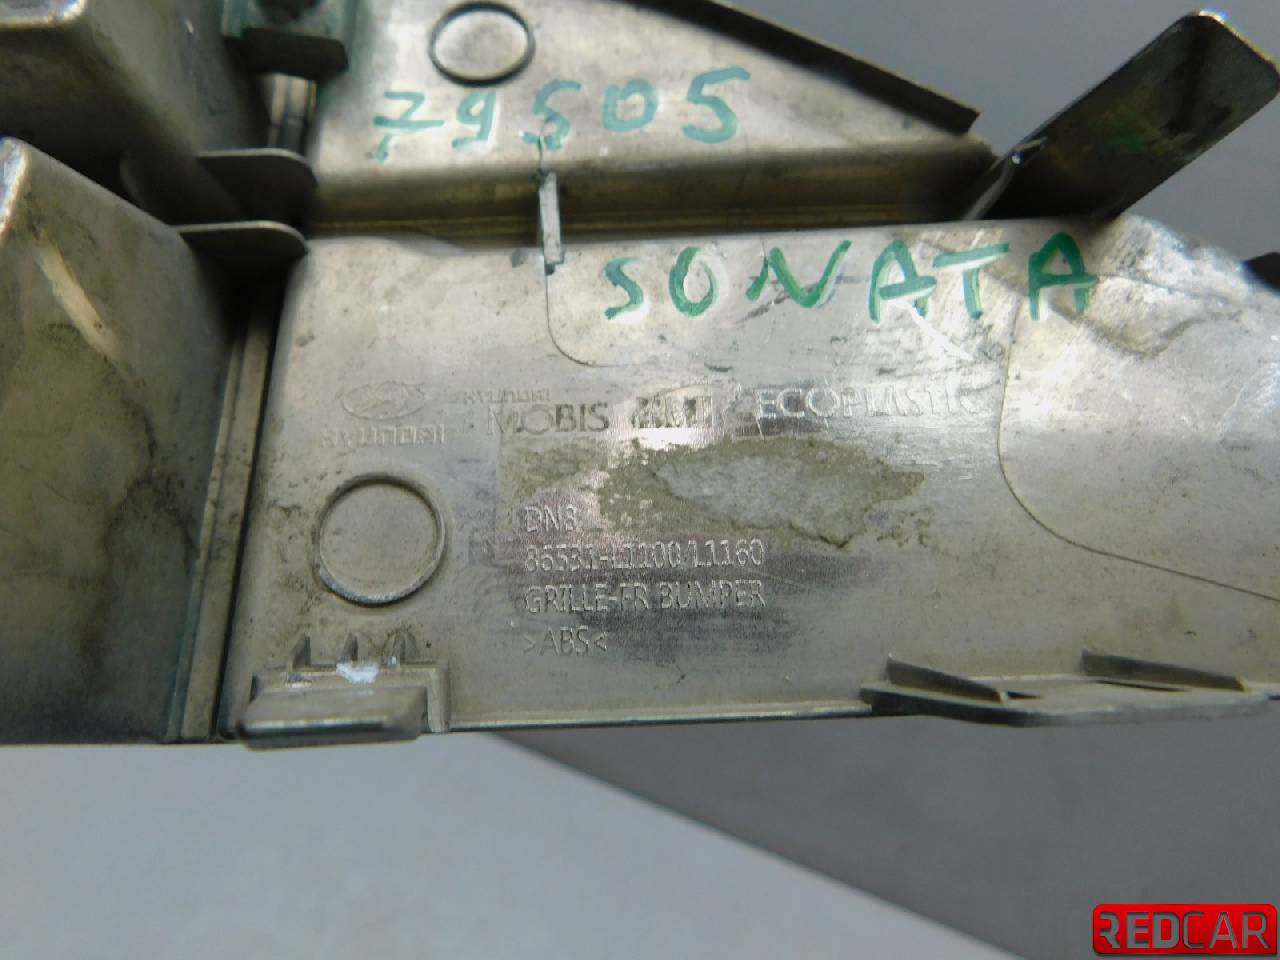 79505
SONATA
HYUNDAI
HYUNDAI MOBIS ECOPLASTIC
DN8
86531-L1100/L1160
GRILLE-FR BUMPER
>ABS<
REDCAR